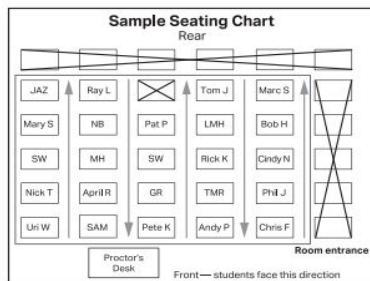 Sample Seating Chart
Rear
JAZ Ray L Tom J Marc S
Mary S NB Pat P LMH Bob H
SW MH SW Rick K Cindy N
Nick T April R GR TMR Phil J
Uri W SAM Pete K Andy P Chris F
Room entrance
Proctor's
Desk
Front — students face this direction